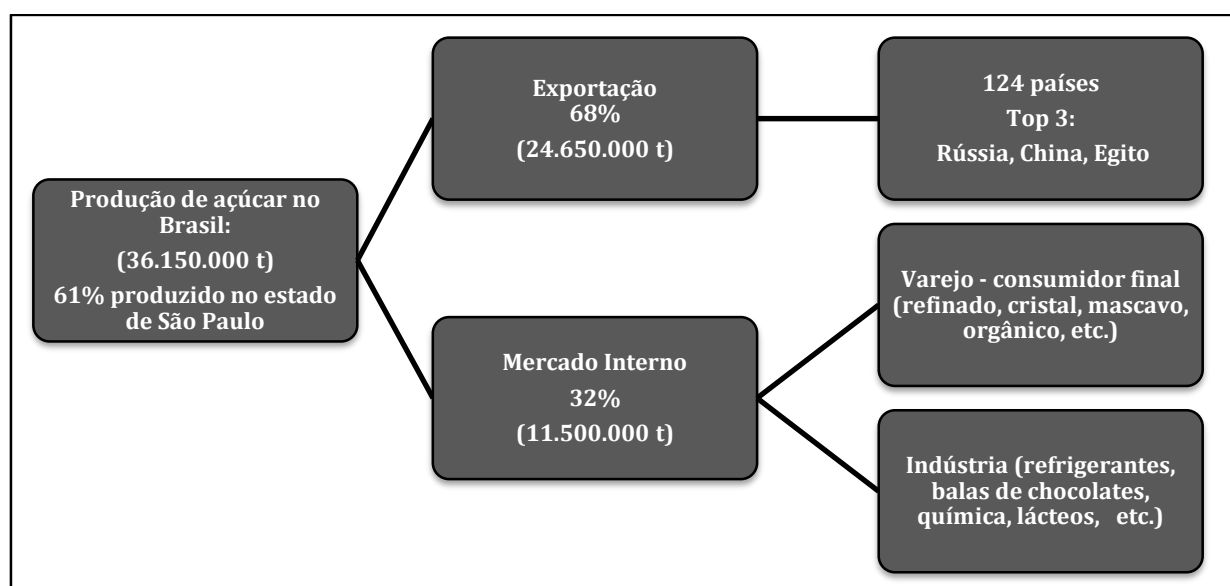 Produção de açúcar no
Brasil:
(36.150.000 t)
61% produzido no estado
de São Paulo
Exportação
68%
(24.650.000 t)
124 países
Top 3:
Rússia, China, Egito
Mercado Interno
32%
(11.500.000 t)
Varejo - consumidor final
(refinado, cristal, mascavo,
orgânico, etc.)
Indústria (refrigerantes,
balas de chocolates,
química, lácteos,   etc.)